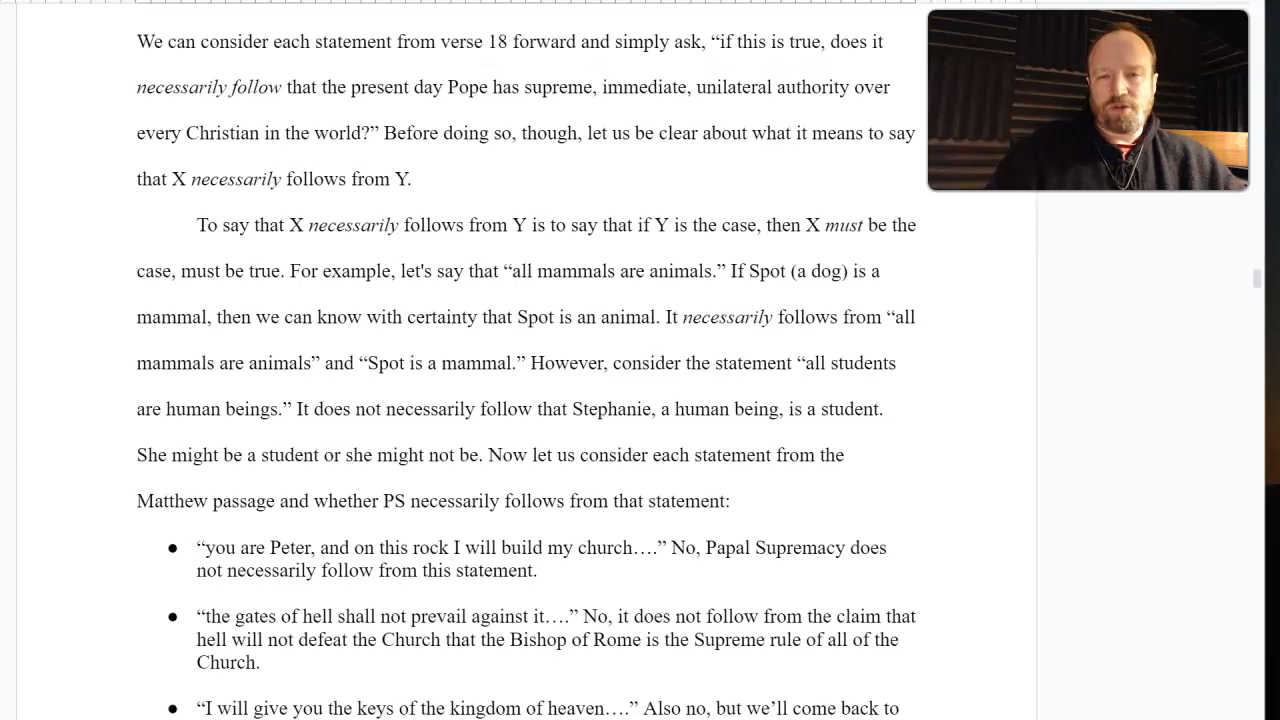 We can consider each statement from verse 18 forward and simply ask, “if this is true, does it
necessarily follow that the present day Pope has supreme, immediate, unilateral authority over
every Christian in the world?” Before doing so, though, let us be clear about what it means to say
that X necessarily follows from Y.
To say that X necessarily follows from Y is to say that if Y is the case, then X must be the
case, must be true. For example, let's say that “all mammals are animals.” If Spot (a dog) is a
mammal, then we can know with certainty that Spot is an animal. It necessarily follows from “all
mammals are animals” and “Spot is a mammal.” However, consider the statement “all students
are human beings.” It does not necessarily follow that Stephanie, a human being, is a student.
She might be a student or she might not be. Now let us consider each statement from the
Matthew passage and whether PS necessarily follows from that statement:
● “you are Peter, and on this rock I will build my church….” No, Papal Supremacy does
not necessarily follow from this statement.
● “the gates of hell shall not prevail against it….” No, it does not follow from the claim that
hell will not defeat the Church that the Bishop of Rome is the Supreme rule of all of the
Church.
● “I will give you the keys of the kingdom of heaven….” Also no, but we’ll come back to